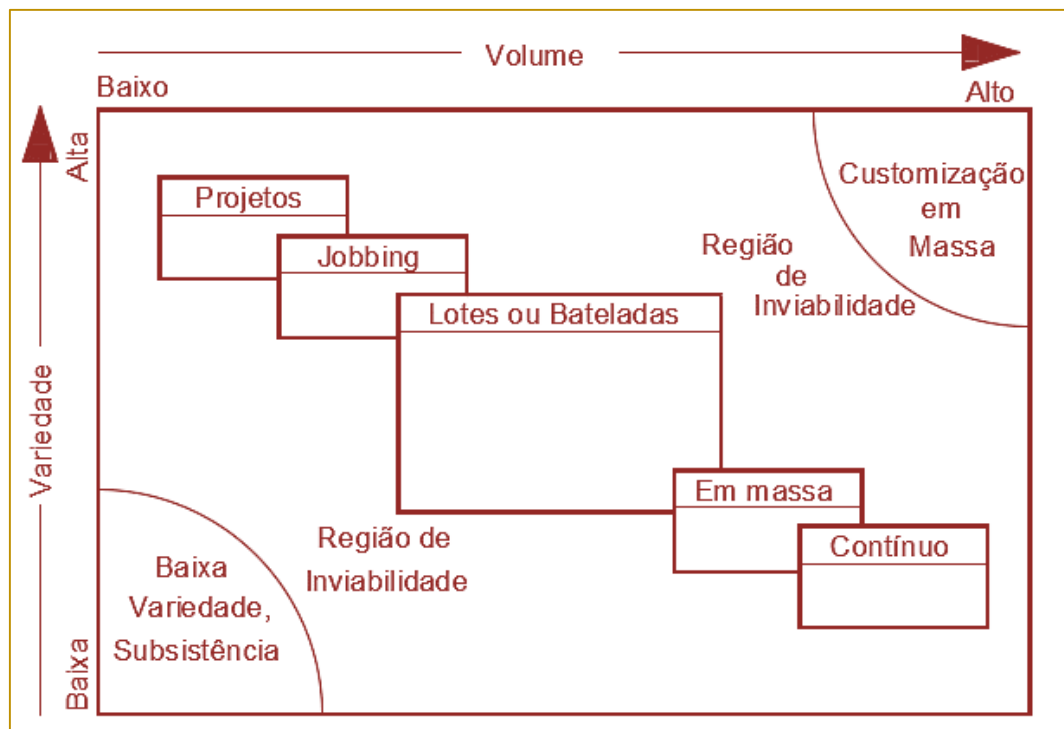 Volume
Baixo
Alto
Alta
Variedade
Baixa
Projetos
Jobbing
Lotes ou Bateladas
Em massa
Contínuo
Customização
em
Massa
Região
de
Inviabilidade
Região de
Inviabilidade
Baixa
Variedade,
Subsistência